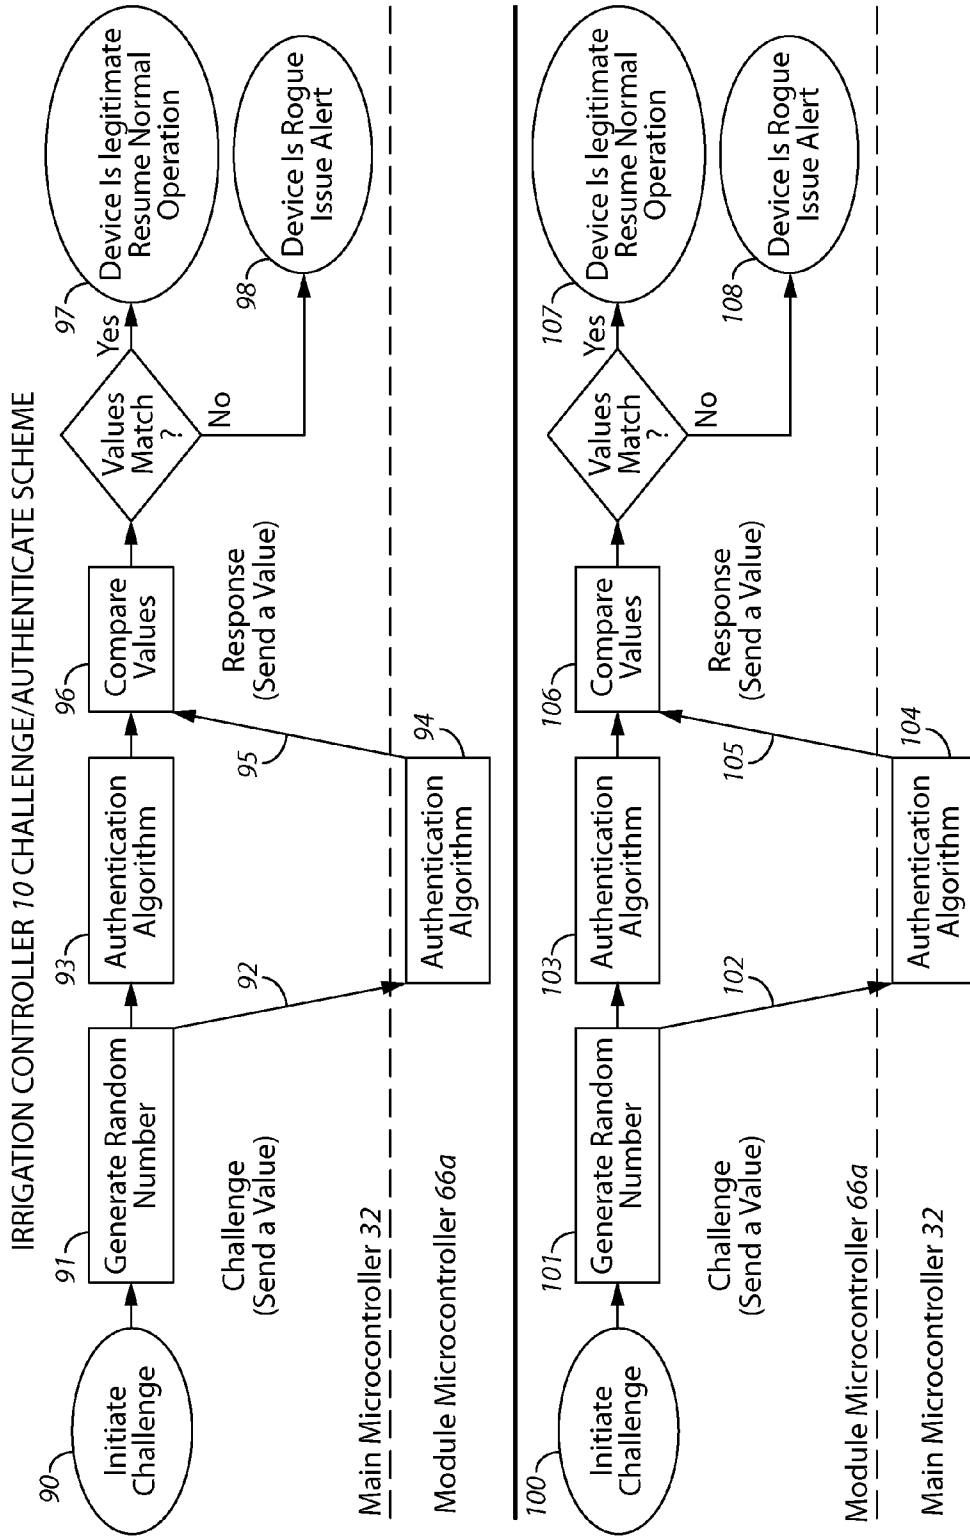 IRRIGATION CONTROLLER 10 CHALLENGE/AUTHENTICATE SCHEME
90
Initiate
Challenge
91
Generate Random
Number
Challenge
(Send a Value)
92
93
Authentication
Algorithm
94
Authentication
Algorithm
95
Response
(Send a Value)
96
Compare
Values
Values
Match
?
Yes
No
97
Device Is legitimate
Resume Normal
Operation
98
Device Is Rogue
Issue Alert
Main Microcontroller 32
Module Microcontroller 66a
100
Initiate
Challenge
101
Generate Random
Number
Challenge
(Send a Value)
102
103
Authentication
Algorithm
104
Authentication
Algorithm
105
Response
(Send a Value)
106
Compare
Values
Values
Match
?
Yes
No
107
Device Is legitimate
Resume Normal
Operation
108
Device Is Rogue
Issue Alert
Module Microcontroller 66a
Main Microcontroller 32